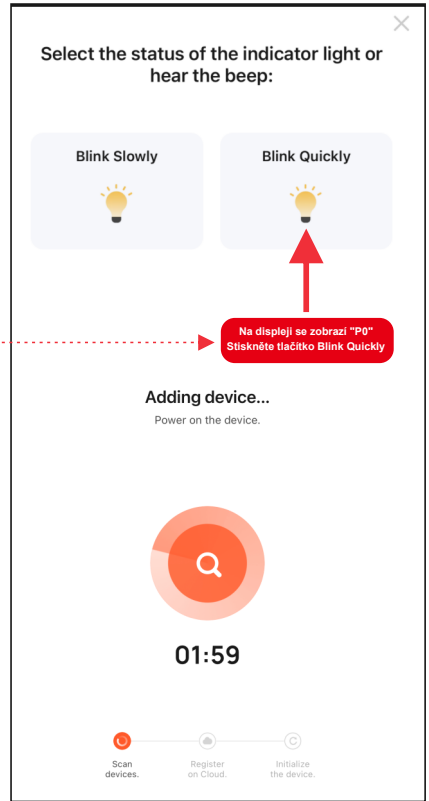 Select the status of the indicator light or
hear the beep:
Blink Slowly
Blink Quickly
Na displeji se zobrazí "P0"
Stiskněte tlačítko Blink Quickly
Adding device...
Power on the device.
01:59
Scan
devices.
Register
on Cloud.
Initialize
the device.